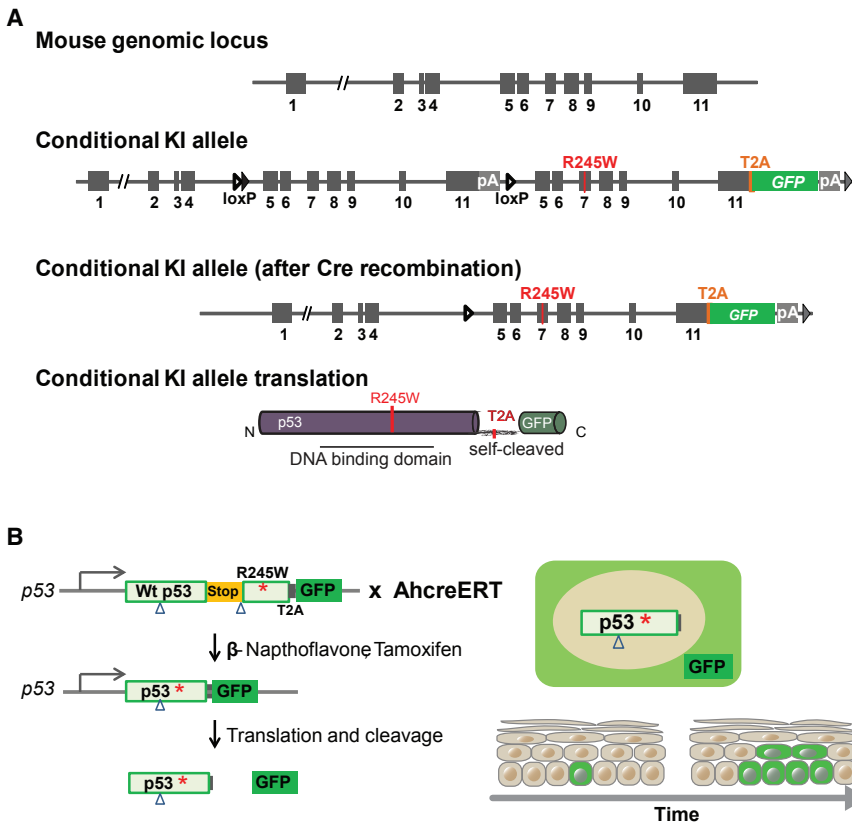 A
Mouse genomic locus
1 2 3 4 5 6 7 8 9 10 11
Conditional KI allele
R245W T2A
pA GFP pA
1 2 3 4 loxP 5 6 7 8 9 10 11 loxP 5 6 7 8 9 10 11
Conditional KI allele (after Cre recombination)
R245W T2A
GFP pA
1 2 3 4 5 6 7 8 9 10 11
Conditional KI allele translation
R245W
p53 T2A GFP
N self-cleaved C
DNA binding domain
B
R245W
p53 Wt p53 Stop * GFP x AhcreERT
T2A
β-Napthoflavone, Tamoxifen
p53 p53 * GFP
Translation and cleavage
p53 * GFP
p53 *
GFP
Time